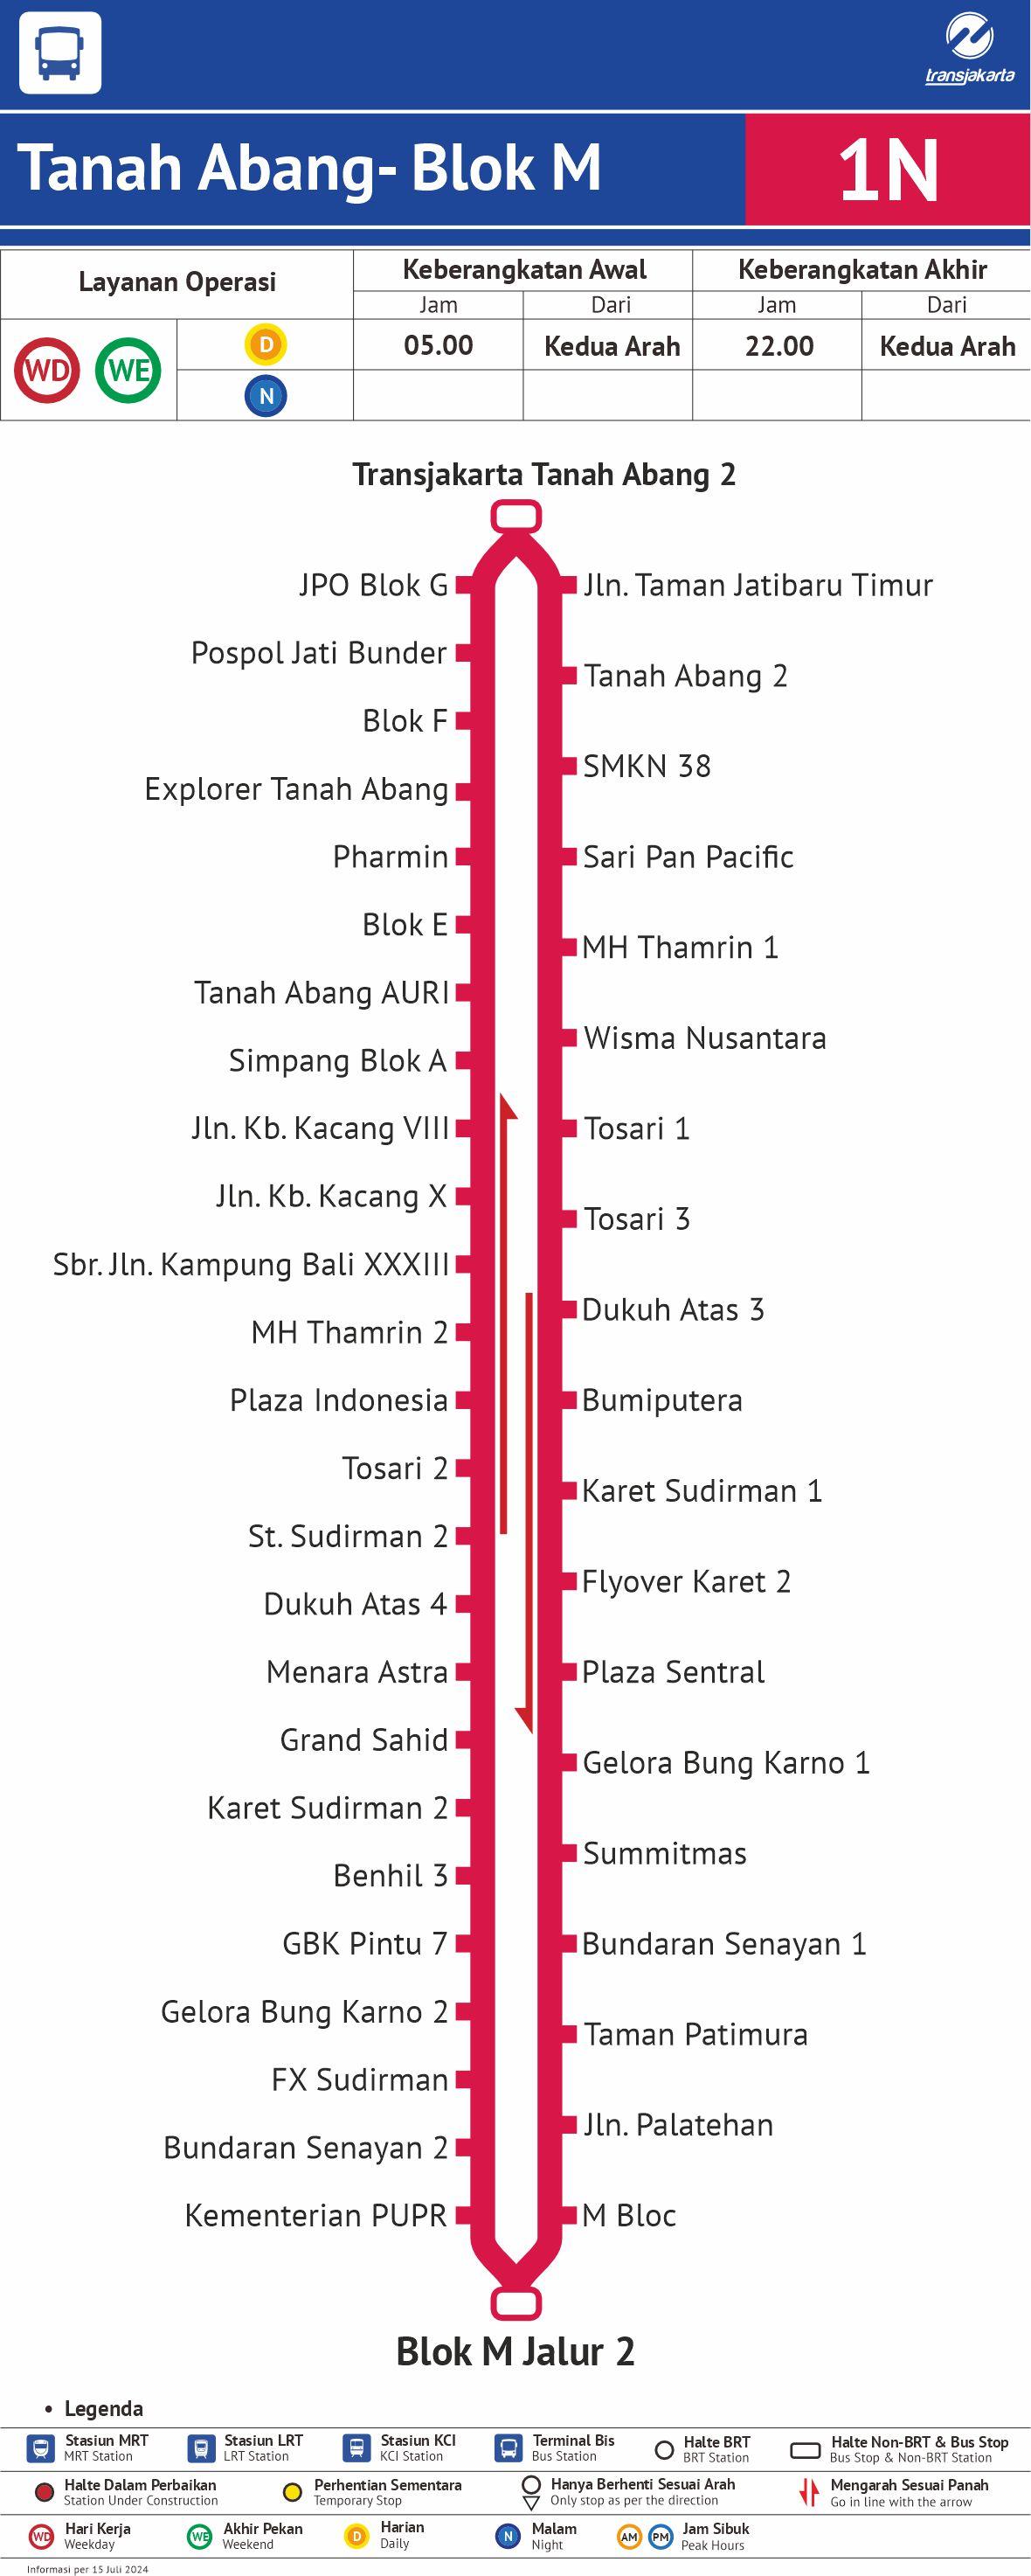 transjakarta
Tanah Abang- Blok M
1N
Layanan Operasi
Keberangkatan Awal
Keberangkatan Akhir
Jam
Dari
Jam
Dari
WD
WE
D
05.00
Kedua Arah
22.00
Kedua Arah
N
Transjakarta Tanah Abang 2
JPO Blok G
Jln. Taman Jatibaru Timur
Pospol Jati Bunder
Tanah Abang 2
Blok F
SMKN 38
Explorer Tanah Abang
Pharmin
Sari Pan Pacific
Blok E
MH Thamrin 1
Tanah Abang AURI
Wisma Nusantara
Simpang Blok A
Jln. Kb. Kacang VIII
Tosari 1
Jln. Kb. Kacang X
Tosari 3
Sbr. Jln. Kampung Bali XXXIII
Dukuh Atas 3
MH Thamrin 2
Plaza Indonesia
Bumiputera
Tosari 2
Karet Sudirman 1
St. Sudirman 2
Flyover Karet 2
Dukuh Atas 4
Menara Astra
Plaza Sentral
Grand Sahid
Gelora Bung Karno 1
Karet Sudirman 2
Summitmas
Benhil 3
GBK Pintu 7
Bundaran Senayan 1
Gelora Bung Karno 2
Taman Patimura
FX Sudirman
Jln. Palatehan
Bundaran Senayan 2
Kementerian PUPR
M Bloc
Blok M Jalur 2
• Legenda
Stasiun MRT
MRT Station
Stasiun LRT
LRT Station
Stasiun KCI
KCI Station
Terminal Bis
Bus Station
Halte BRT
BRT Station
Halte Non-BRT & Bus Stop
Bus Stop & Non-BRT Station
Halte Dalam Perbaikan
Station Under Construction
Perhentian Sementara
Temporary Stop
Hanya Berhenti Sesuai Arah
Only stop as per the direction
Mengarah Sesuai Panah
Go in line with the arrow
WD
Hari Kerja
Weekday
WE
Akhir Pekan
Weekend
D
Harian
Daily
N
Malam
Night
AM
PM
Jam Sibuk
Peak Hours
Informasi per 15 Juli 2024